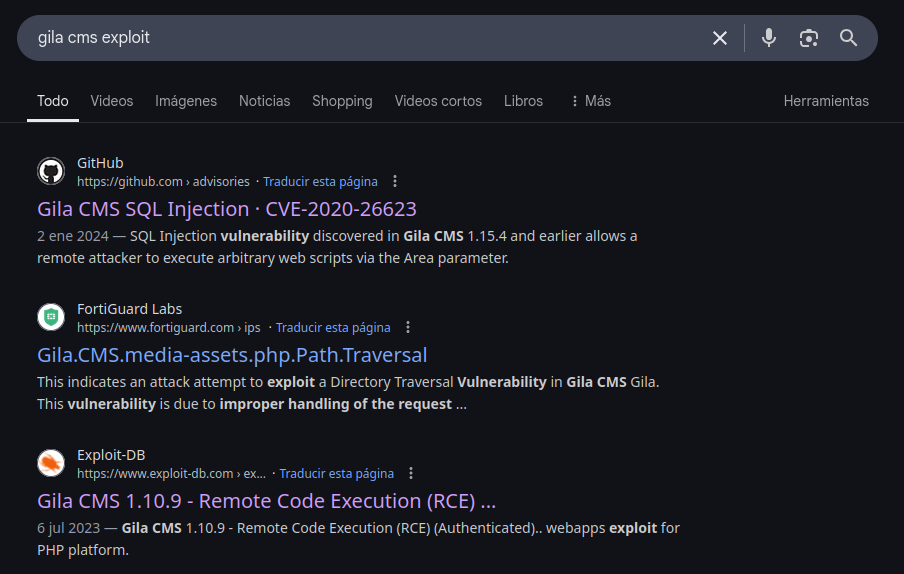 gila cms exploit
Todo Videos Imágenes Noticias Shopping Videos cortos Libros Más Herramientas
GitHub
https://github.com › advisories · Traducir esta página
Gila CMS SQL Injection · CVE-2020-26623
2 ene 2024 — SQL Injection vulnerability discovered in Gila CMS 1.15.4 and earlier allows a
remote attacker to execute arbitrary web scripts via the Area parameter.
FortiGuard Labs
https://www.fortiguard.com › ips · Traducir esta página
Gila.CMS.media-assets.php.Path.Traversal
This indicates an attack attempt to exploit a Directory Traversal Vulnerability in Gila CMS Gila.
This vulnerability is due to improper handling of the request ...
Exploit-DB
https://www.exploit-db.com › ex... · Traducir esta página
Gila CMS 1.10.9 - Remote Code Execution (RCE) ...
6 jul 2023 — Gila CMS 1.10.9 - Remote Code Execution (RCE) (Authenticated).. webapps exploit for
PHP platform.